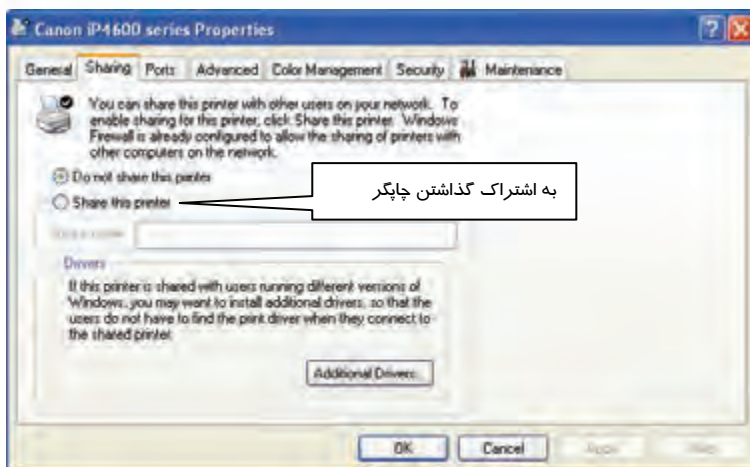 Canon iP4600 series Properties
General Sharing Ports Advanced Color Management Security Maintenance
You can share this printer with other users on your network. To
enable sharing for this printer, click Share this printer. Windows
Firewall is already configured to allow the sharing of printers with
other computers on the network.
Do not share this printer
Share this printer
به اشتراک گذاشتن چاپگر
Drivers
If this printer is shared with users running different versions of
Windows, you may want to install additional drivers, so that the
users do not have to find the print driver when they connect to
the shared printer.
Additional Drivers...
OK Cancel Apply Help